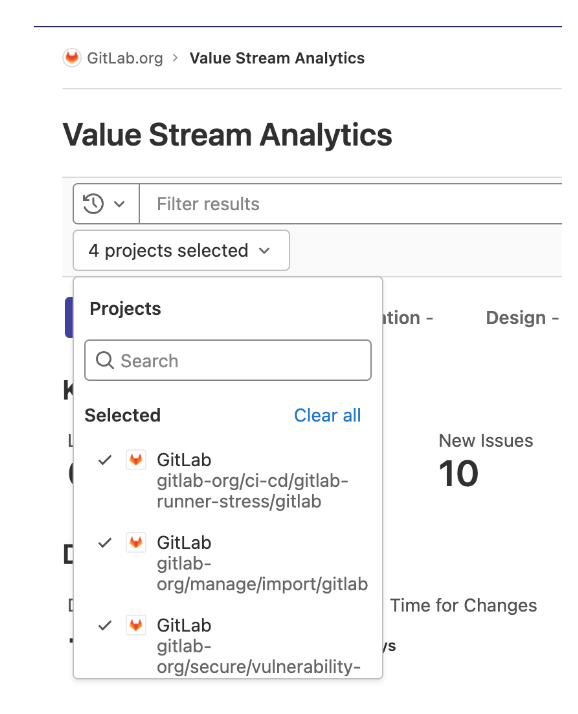 GitLab.org > Value Stream Analytics
Value Stream Analytics
Filter results
4 projects selected
Projects
ation - Design -
Search
Selected Clear all
GitLab
gitlab-org/ci-cd/gitlab-
runner-stress/gitlab
New Issues
10
GitLab
gitlab-
org/manage/import/gitlab
Time for Changes
GitLab
gitlab-
org/secure/vulnerability-